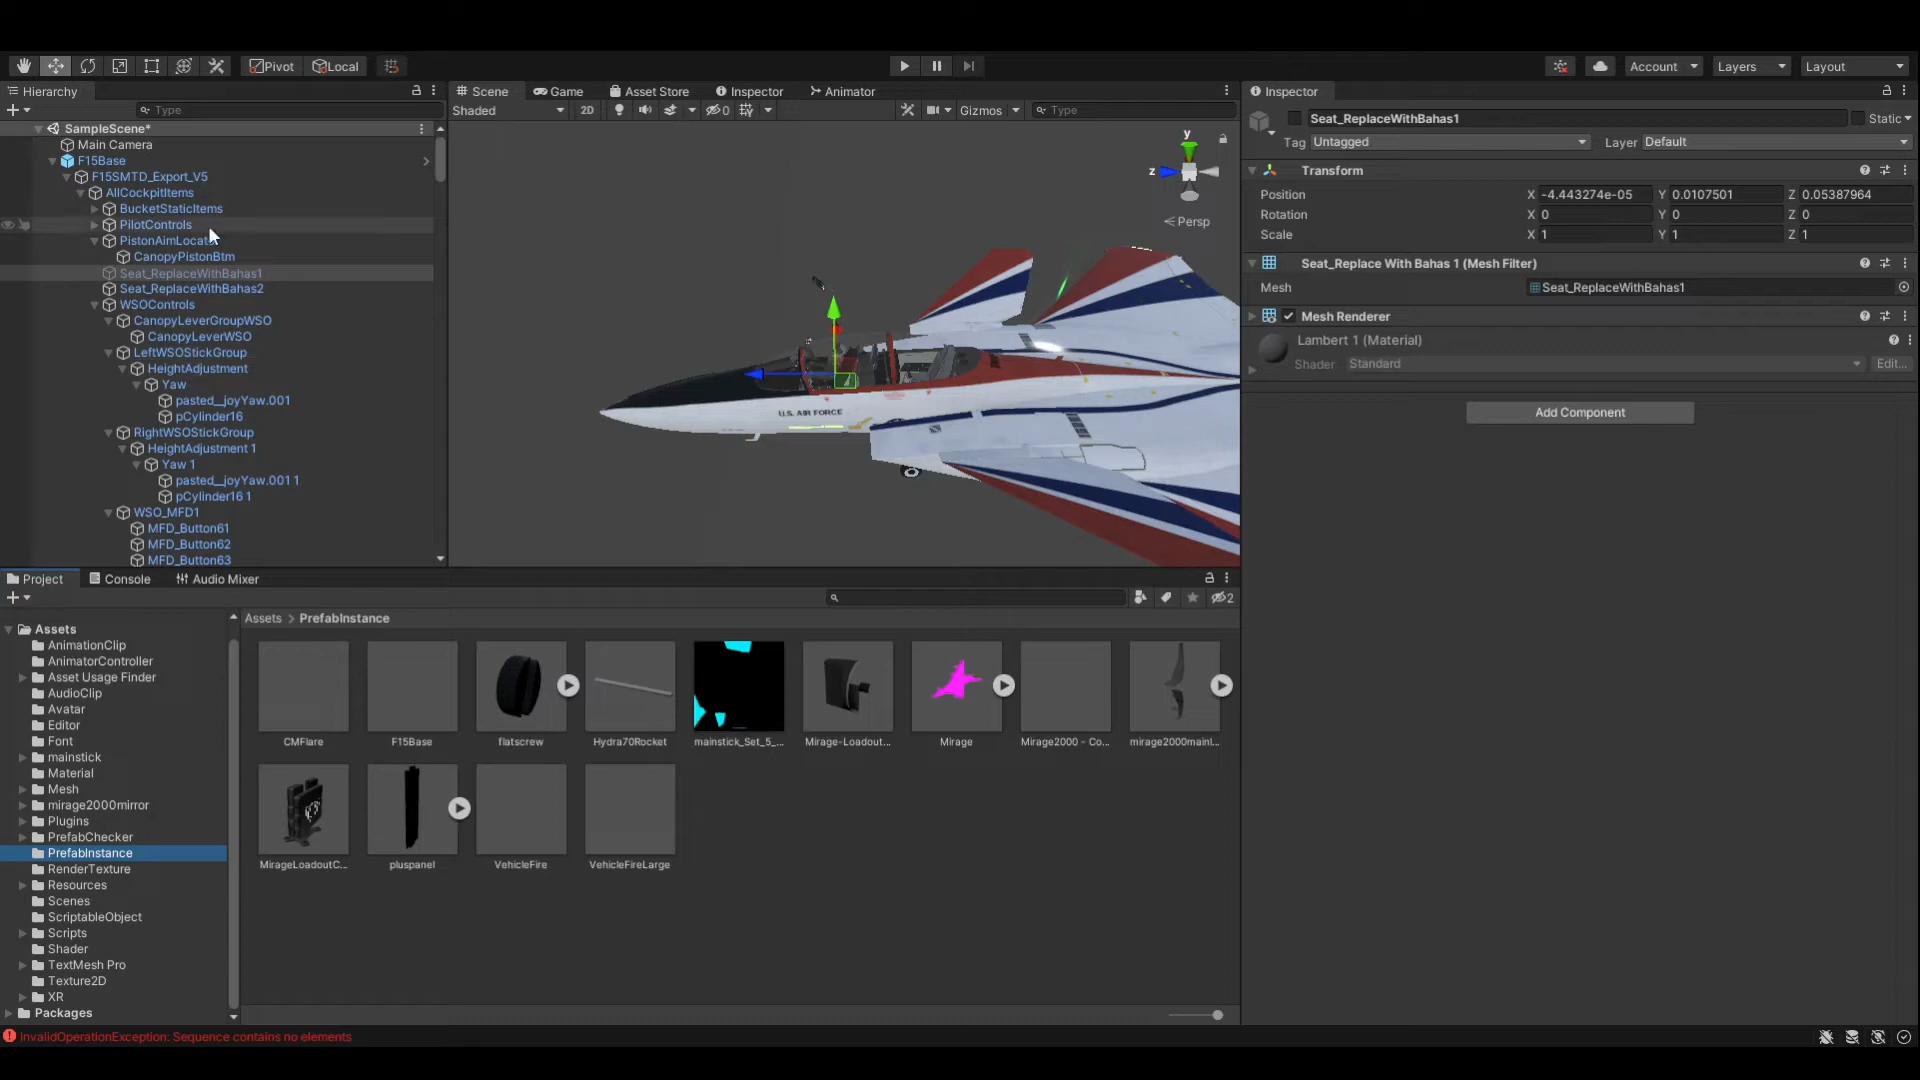 Pivot
Local
Account
Layers
Layout
Hierarchy
Scene
Game
Asset Store
Inspector
Animator
Inspector
Type
Shaded
2D
0
Gizmos
Type
SampleScene*
Main Camera
F15Base
F15SMTD_Export_V5
AllCockpitItems
BucketStaticItems
PilotControls
PistonAimLocat
CanopyPistonBtm
Seat_ReplaceWithBahas1
Seat_ReplaceWithBahas2
WSOControls
CanopyLeverGroupWSO
CanopyLeverWSO
LeftWSOStickGroup
HeightAdjustment
Yaw
pasted__joyYaw.001
pCylinder16
RightWSOStickGroup
HeightAdjustment 1
Yaw 1
pasted__joyYaw.001 1
pCylinder16 1
WSO_MFD1
MFD_Button61
MFD_Button62
MFD_Button63
y
z
< Persp
U.S. AIR FORCE
Seat_ReplaceWithBahas1
Static
Tag Untagged
Layer Default
Transform
Position X -4.443274e-05 Y 0.0107501 Z 0.05387964
Rotation X 0 Y 0 Z 0
Scale X 1 Y 1 Z 1
Seat_Replace With Bahas 1 (Mesh Filter)
Mesh Seat_ReplaceWithBahas1
Mesh Renderer
Lambert 1 (Material)
Shader Standard Edit...
Add Component
Project
Console
Audio Mixer
2
Assets > PrefabInstance
Assets
AnimationClip
AnimatorController
Asset Usage Finder
AudioClip
Avatar
Editor
Font
mainstick
Material
Mesh
mirage2000mirror
Plugins
PrefabChecker
PrefabInstance
RenderTexture
Resources
Scenes
ScriptableObject
Scripts
Shader
TextMesh Pro
Texture2D
XR
Packages
CMFlare
F15Base
flatscrew
Hydra70Rocket
mainstick_Set_5_...
Mirage-Loadout...
Mirage
Mirage2000 - Co...
mirage2000mainl...
MirageLoadoutC...
pluspanel
VehicleFire
VehicleFireLarge
InvalidOperationException: Sequence contains no elements